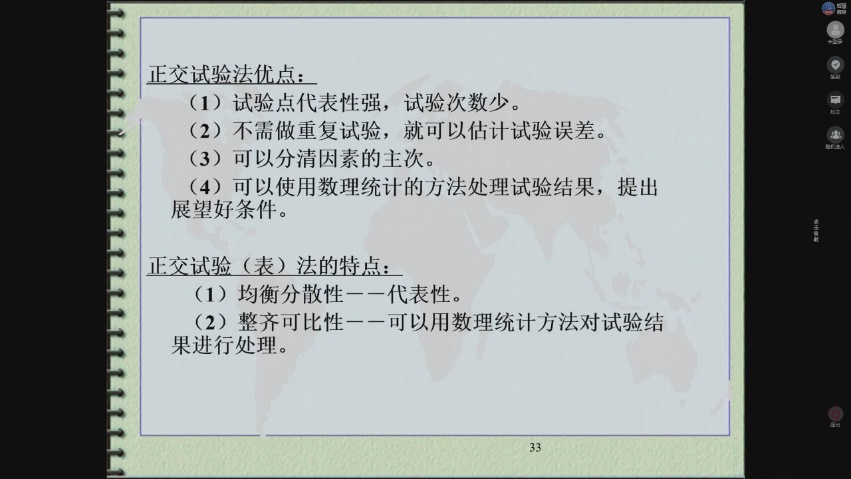 正交试验法优点：
（1）试验点代表性强，试验次数少。
（2）不需做重复试验，就可以估计试验误差。
（3）可以分清因素的主次。
（4）可以使用数理统计的方法处理试验结果，提出
展望好条件。
正交试验（表）法的特点：
（1）均衡分散性－－代表性。
（2）整齐可比性－－可以用数理统计方法对试验结
果进行处理。
33